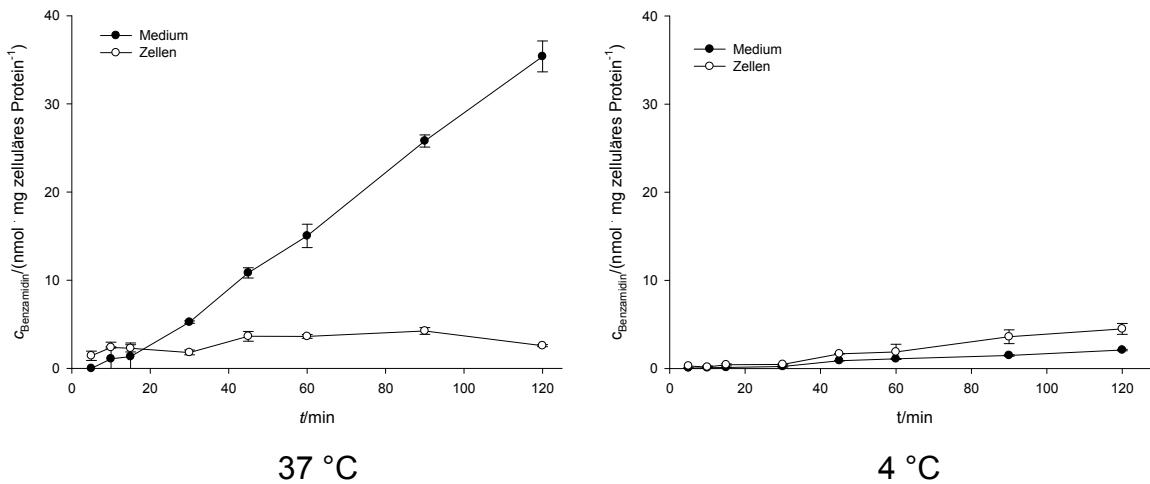 40
30
20
10
0
c_Benzamidin/(nmol · mg zelluläres Protein⁻¹)
Medium
Zellen
0 20 40 60 80 100 120
t/min
37 °C
40
30
20
10
0
c_Benzamidin/(nmol · mg zelluläres Protein⁻¹)
Medium
Zellen
0 20 40 60 80 100 120
t/min
4 °C